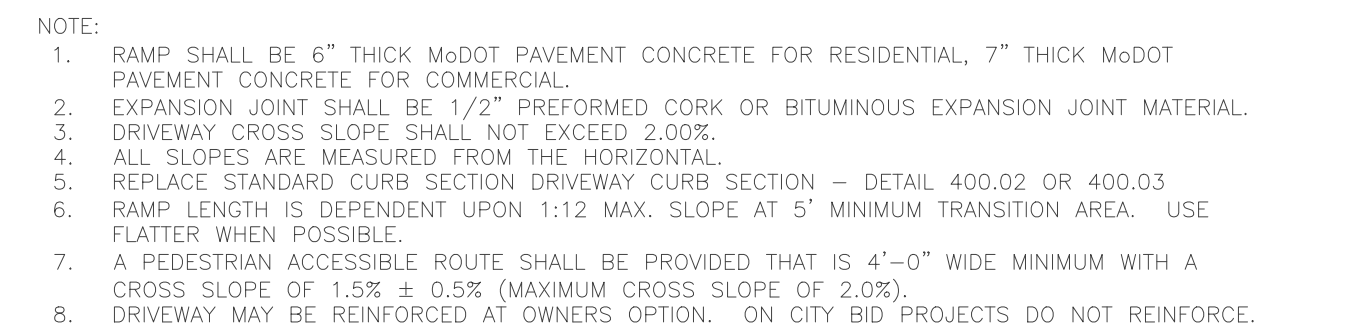 NOTE:
1. RAMP SHALL BE 6” THICK MoDOT PAVEMENT CONCRETE FOR RESIDENTIAL, 7” THICK MoDOT
PAVEMENT CONCRETE FOR COMMERCIAL.
2. EXPANSION JOINT SHALL BE 1/2” PREFORMED CORK OR BITUMINOUS EXPANSION JOINT MATERIAL.
3. DRIVEWAY CROSS SLOPE SHALL NOT EXCEED 2.00%.
4. ALL SLOPES ARE MEASURED FROM THE HORIZONTAL.
5. REPLACE STANDARD CURB SECTION DRIVEWAY CURB SECTION – DETAIL 400.02 OR 400.03
6. RAMP LENGTH IS DEPENDENT UPON 1:12 MAX. SLOPE AT 5’ MINIMUM TRANSITION AREA. USE
FLATTER WHEN POSSIBLE.
7. A PEDESTRIAN ACCESSIBLE ROUTE SHALL BE PROVIDED THAT IS 4’–0” WIDE MINIMUM WITH A
CROSS SLOPE OF 1.5% ± 0.5% (MAXIMUM CROSS SLOPE OF 2.0%).
8. DRIVEWAY MAY BE REINFORCED AT OWNERS OPTION. ON CITY BID PROJECTS DO NOT REINFORCE.